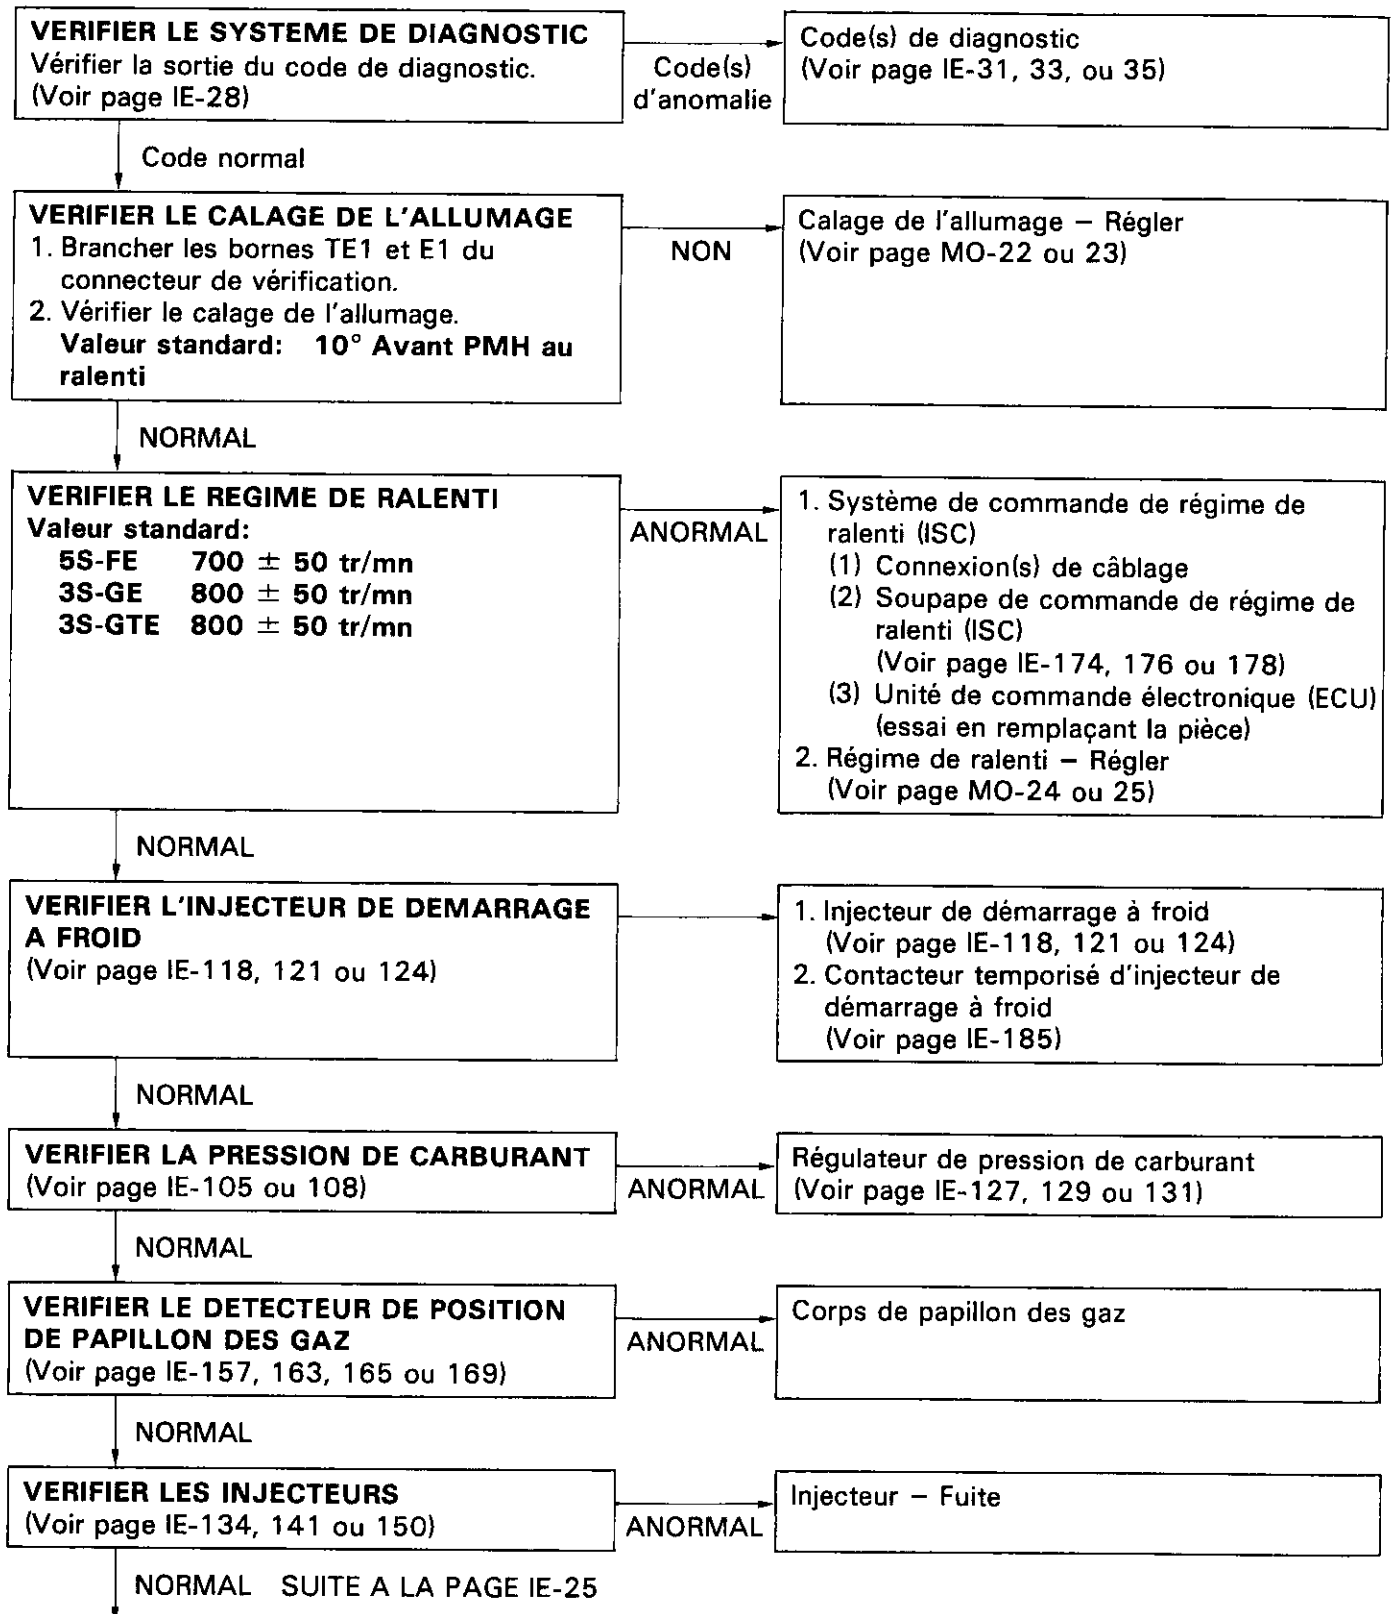 VERIFIER LE SYSTEME DE DIAGNOSTIC
Vérifier la sortie du code de diagnostic.
(Voir page IE-28)
Code(s)
d'anomalie
Code(s) de diagnostic
(Voir page IE-31, 33, ou 35)
Code normal
VERIFIER LE CALAGE DE L'ALLUMAGE
1. Brancher les bornes TE1 et E1 du
connecteur de vérification.
2. Vérifier le calage de l'allumage.
Valeur standard: 10° Avant PMH au
ralenti
NON
Calage de l'allumage – Régler
(Voir page MO-22 ou 23)
NORMAL
VERIFIER LE REGIME DE RALENTI
Valeur standard:
5S-FE 700 ± 50 tr/mn
3S-GE 800 ± 50 tr/mn
3S-GTE 800 ± 50 tr/mn
ANORMAL
1. Système de commande de régime de
ralenti (ISC)
(1) Connexion(s) de câblage
(2) Soupape de commande de régime de
ralenti (ISC)
(Voir page IE-174, 176 ou 178)
(3) Unité de commande électronique (ECU)
(essai en remplaçant la pièce)
2. Régime de ralenti – Régler
(Voir page MO-24 ou 25)
NORMAL
VERIFIER L'INJECTEUR DE DEMARRAGE
A FROID
(Voir page IE-118, 121 ou 124)
1. Injecteur de démarrage à froid
(Voir page IE-118, 121 ou 124)
2. Contacteur temporisé d'injecteur de
démarrage à froid
(Voir page IE-185)
NORMAL
VERIFIER LA PRESSION DE CARBURANT
(Voir page IE-105 ou 108)
ANORMAL
Régulateur de pression de carburant
(Voir page IE-127, 129 ou 131)
NORMAL
VERIFIER LE DETECTEUR DE POSITION
DE PAPILLON DES GAZ
(Voir page IE-157, 163, 165 ou 169)
ANORMAL
Corps de papillon des gaz
NORMAL
VERIFIER LES INJECTEURS
(Voir page IE-134, 141 ou 150)
ANORMAL
Injecteur – Fuite
NORMAL SUITE A LA PAGE IE-25